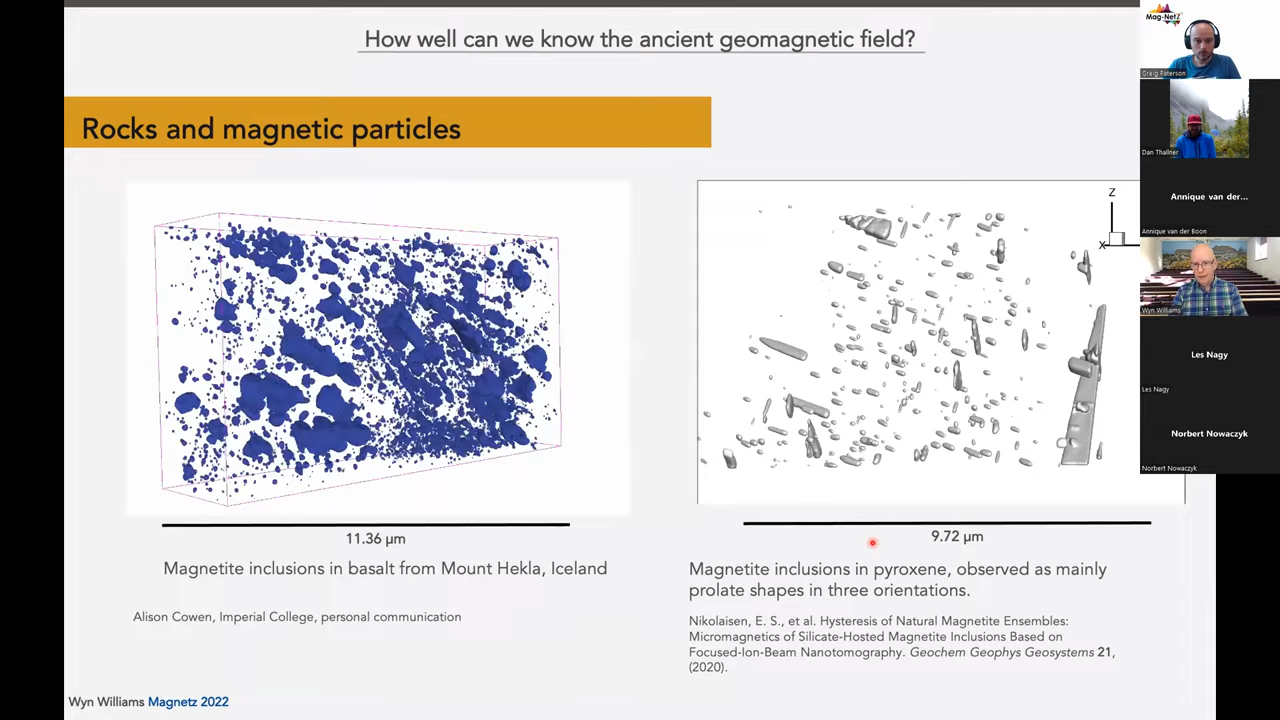 How well can we know the ancient geomagnetic field?
Rocks and magnetic particles
Mag-NetZ
Greig Paterson
Dan Thallner
Annique van der...
Annique van der Boon
Wyn Williams
Les Nagy
Les Nagy
Norbert Nowaczyk
Norbert Nowaczyk
Z
X
11.36 µm
Magnetite inclusions in basalt from Mount Hekla, Iceland
Alison Cowen, Imperial College, personal communication
9.72 µm
Magnetite inclusions in pyroxene, observed as mainly
prolate shapes in three orientations.
Nikolaisen, E. S., et al. Hysteresis of Natural Magnetite Ensembles:
Micromagnetics of Silicate-Hosted Magnetite Inclusions Based on
Focused-Ion-Beam Nanotomography. Geochem Geophys Geosystems 21,
(2020).
Wyn Williams Magnetz 2022